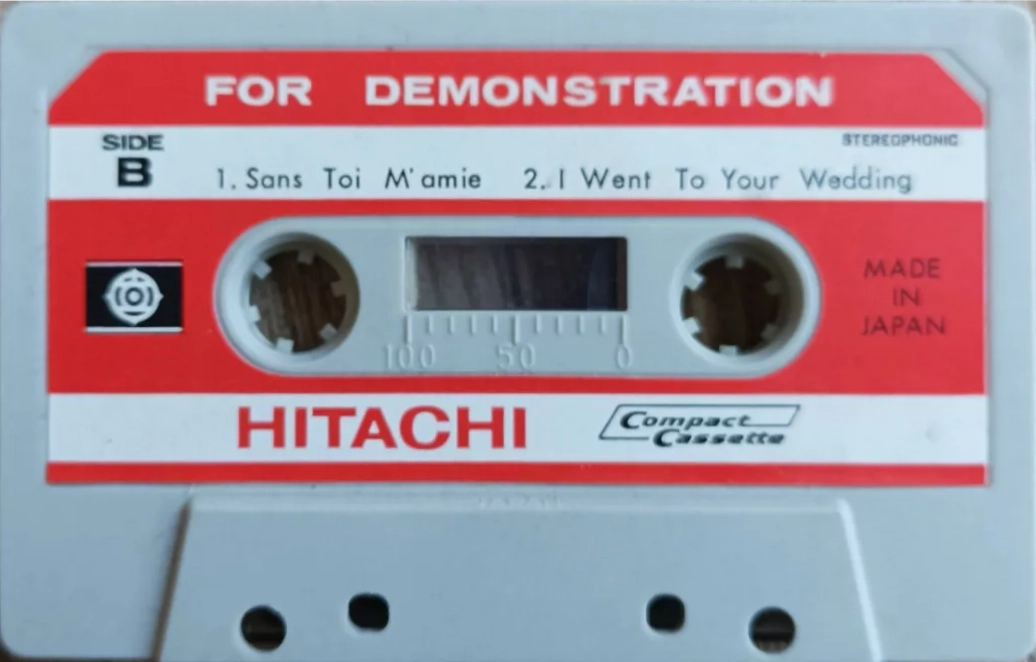 FOR DEMONSTRATION
SIDE
B
STEREOPHONIC
1. Sans Toi M'amie 2. I Went To Your Wedding
MADE
IN
JAPAN
100 50 0
HITACHI
Compact
Cassette